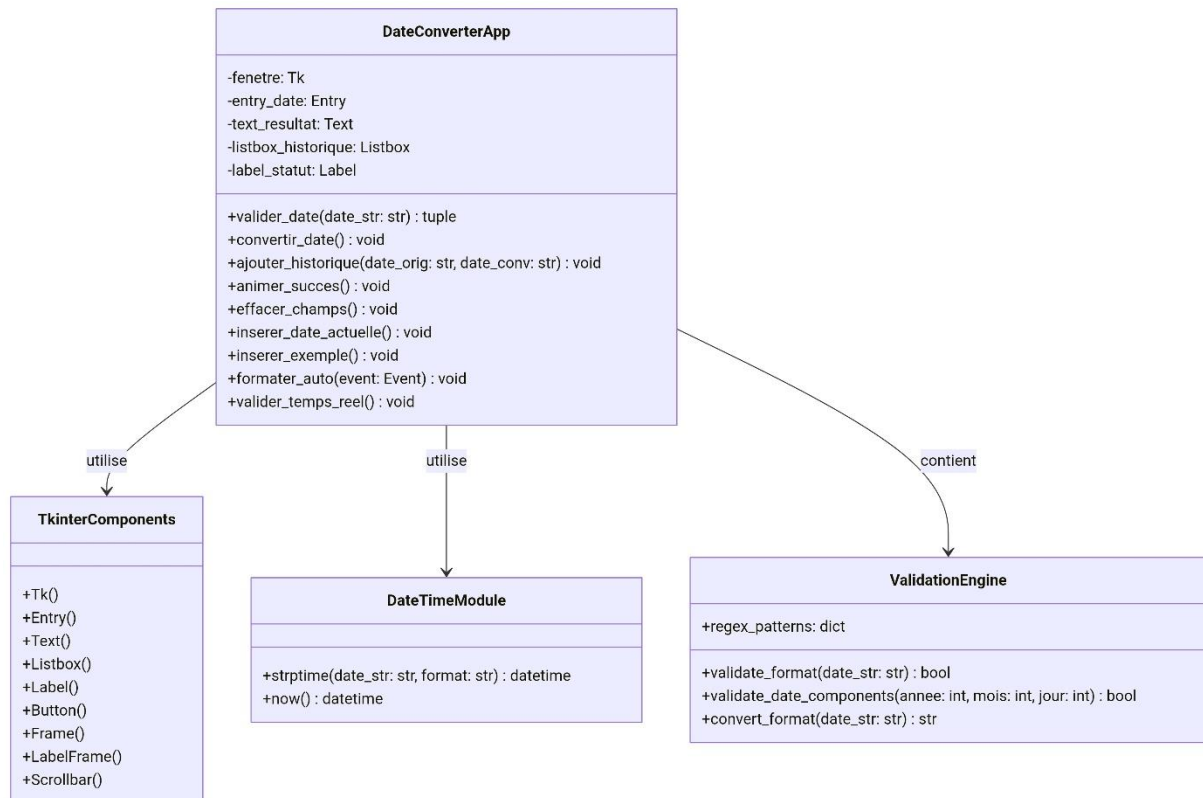 DateConverterApp
-fenetre: Tk
-entry_date: Entry
-text_resultat: Text
-listbox_historique: Listbox
-label_statut: Label
+valider_date(date_str: str) : tuple
+convertir_date() : void
+ajouter_historique(date_orig: str, date_conv: str) : void
+animer_succes() : void
+effacer_champs() : void
+inserer_date_actuelle() : void
+inserer_exemple() : void
+formater_auto(event: Event) : void
+valider_temps_reel() : void
utilise
utilise
contient
TkinterComponents
+Tk()
+Entry()
+Text()
+Listbox()
+Label()
+Button()
+Frame()
+LabelFrame()
+Scrollbar()
DateTimeModule
+strptime(date_str: str, format: str) : datetime
+now() : datetime
ValidationEngine
+regex_patterns: dict
+validate_format(date_str: str) : bool
+validate_date_components(annee: int, mois: int, jour: int) : bool
+convert_format(date_str: str) : str